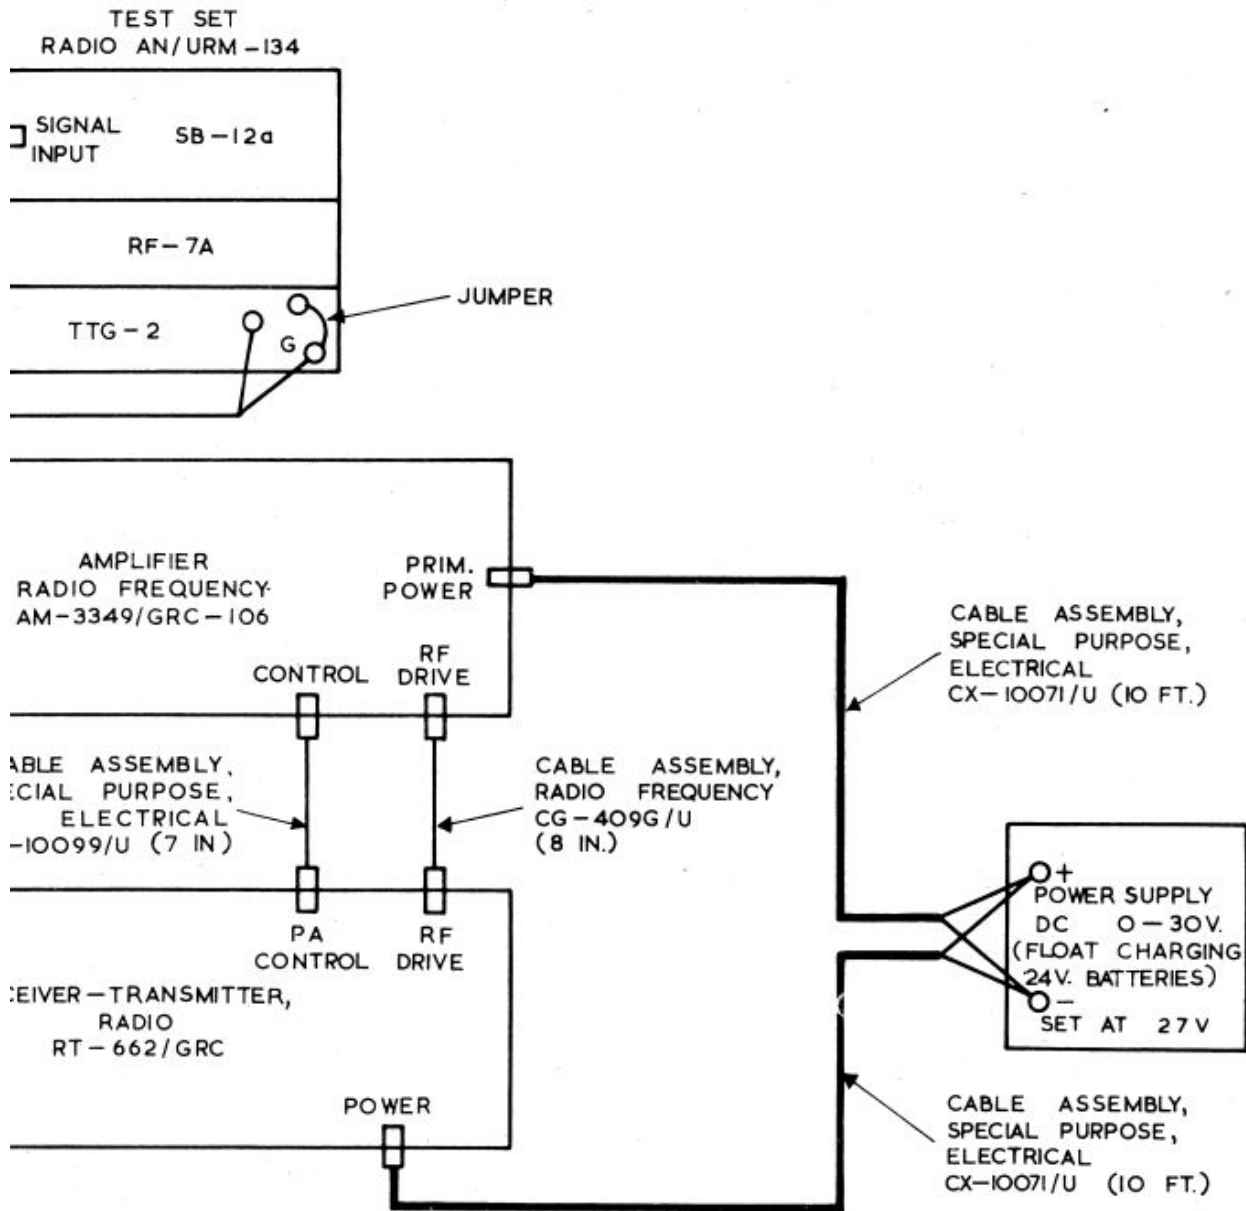 TEST SET
RADIO AN/URM-134
SIGNAL
INPUT
SB-12a
RF-7A
TTG-2
G
JUMPER
AMPLIFIER
RADIO FREQUENCY
AM-3349/GRC-106
PRIM.
POWER
CONTROL
RF
DRIVE
CABLE ASSEMBLY,
SPECIAL PURPOSE,
ELECTRICAL
CX-10071/U (10 FT.)
ABLE ASSEMBLY,
ECIAL PURPOSE,
ELECTRICAL
-10099/U (7 IN)
CABLE ASSEMBLY,
RADIO FREQUENCY
CG-409G/U
(8 IN.)
+
POWER SUPPLY
DC 0-30V.
(FLOAT CHARGING
24V. BATTERIES)
-
SET AT 27V
PA
CONTROL
RF
DRIVE
CEIVER-TRANSMITTER,
RADIO
RT-662/GRC
POWER
CABLE ASSEMBLY,
SPECIAL PURPOSE,
ELECTRICAL
CX-10071/U (10 FT.)